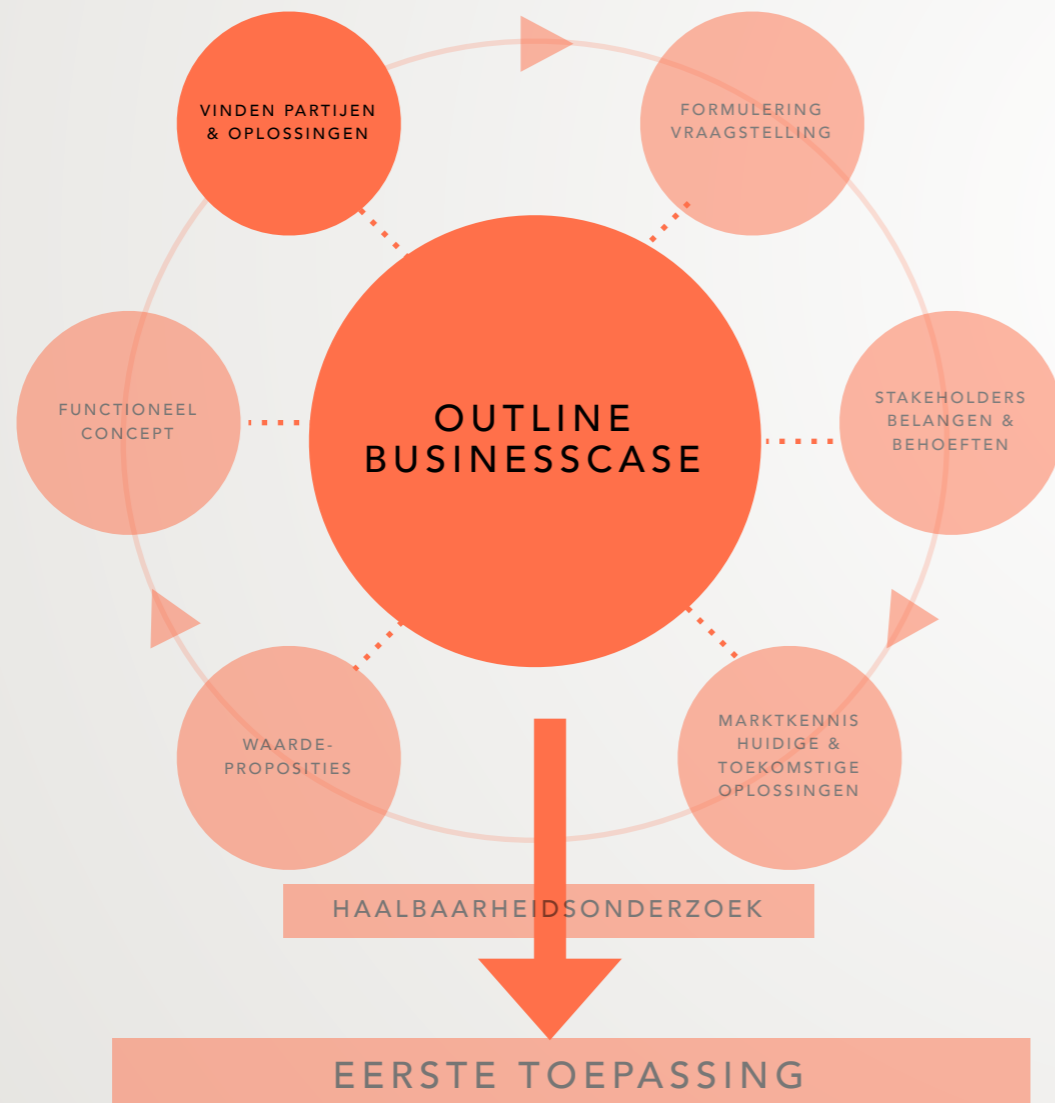 VINDEN PARTIJEN
& OPLOSSINGEN
FORMULERING
VRAAGSTELLING
FUNCTIONEEL
CONCEPT
OUTLINE
BUSINESSCASE
STAKEHOLDERS
BELANGEN &
BEHOEFTEN
WAARDE-
PROPOSITIES
MARKTKENNIS
HUIDIGE &
TOEKOMSTIGE
OPLOSSINGEN
HAALBAARHEIDSONDERZOEK
EERSTE TOEPASSING